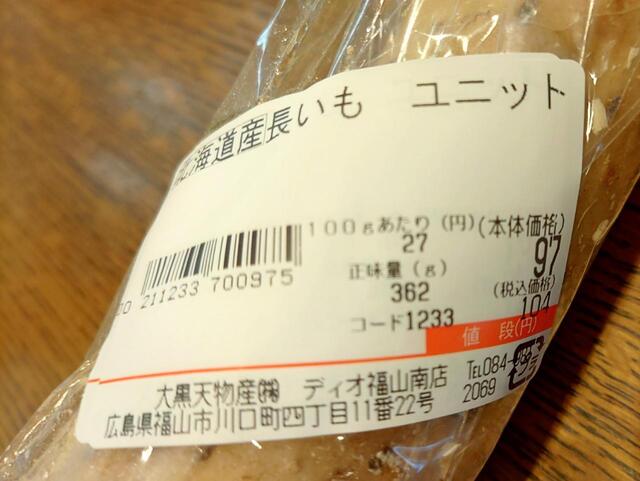 北海道産長いも ユニット
100gあたり(円)
27
(本体価格)
97
正味量(g)
362
(税込価格)
104
コード1233
値 段(円)
211233 700975
大黒天物産㈱ ディオ福山南店
広島県福山市川口町四丁目11番22号
TEL084-
2069